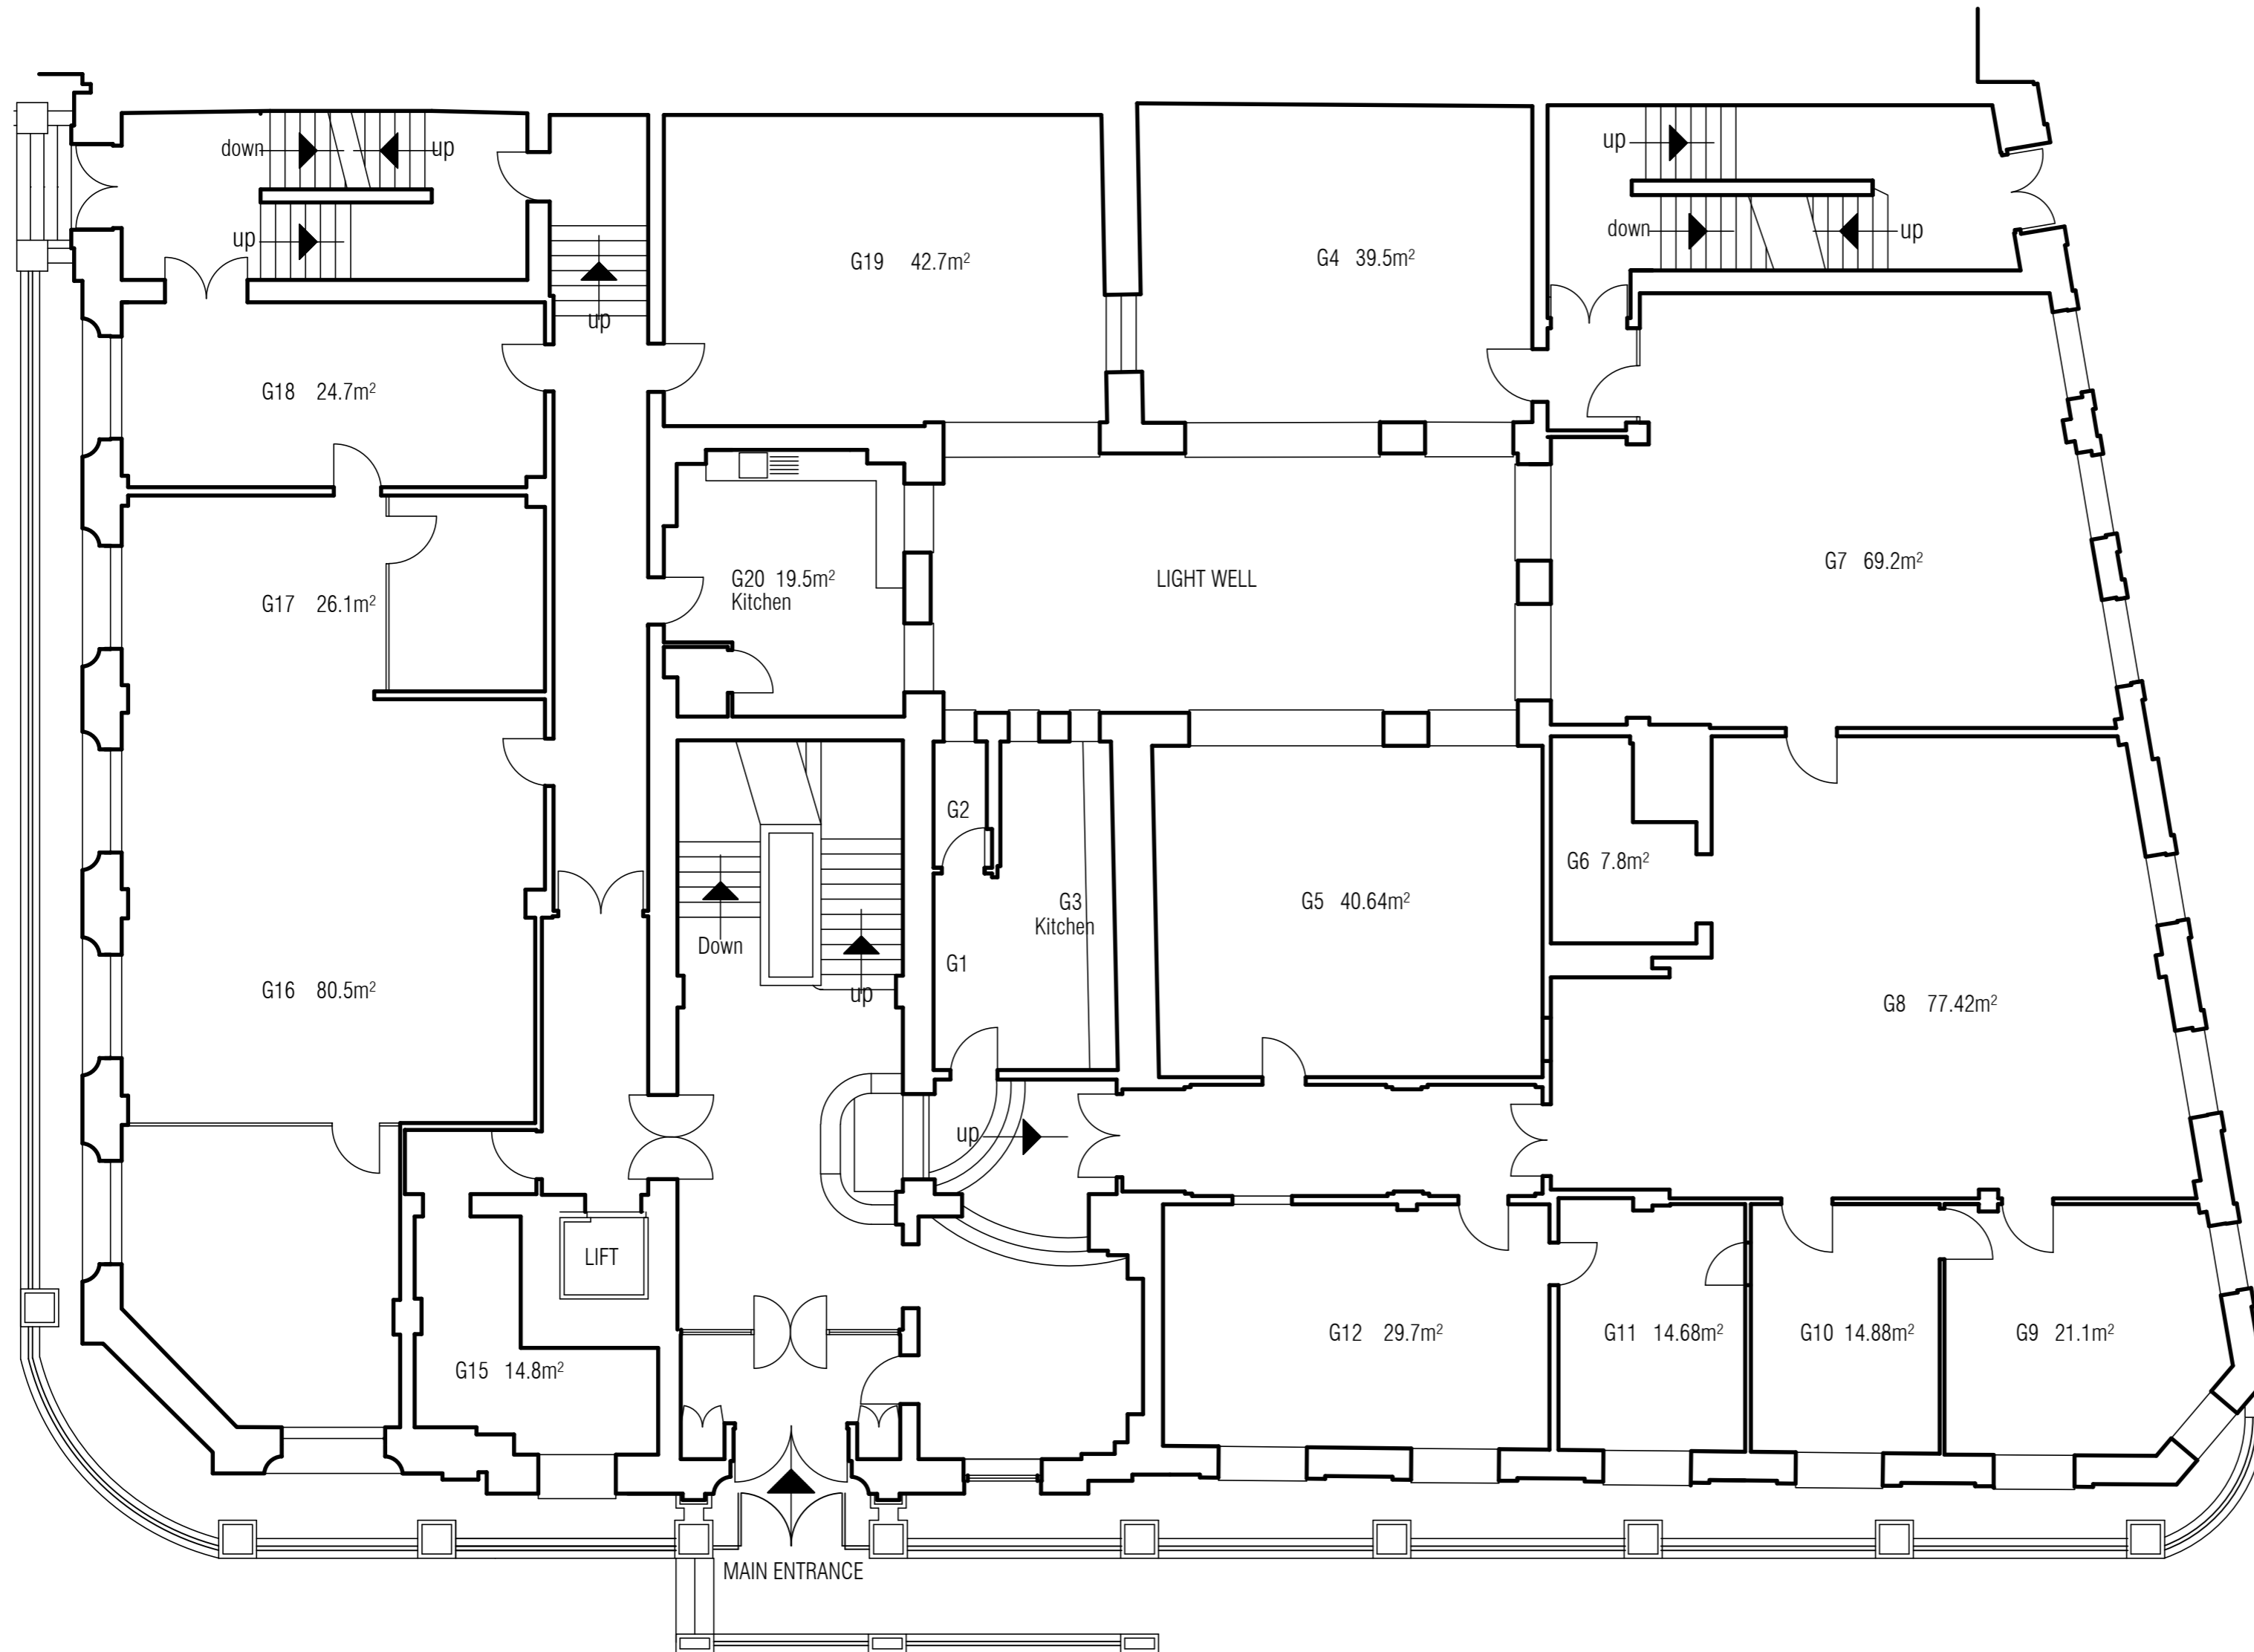 down
up
up
up
up
down
up
G19 42.7m²
G4 39.5m²
up
G18 24.7m²
G7 69.2m²
G20 19.5m²
Kitchen
LIGHT WELL
G17 26.1m²
G2
G6 7.8m²
G3
Kitchen
G5 40.64m²
Down
G1
up
G16 80.5m²
G8 77.42m²
up
LIFT
G12 29.7m²
G11 14.68m²
G10 14.88m²
G9 21.1m²
G15 14.8m²
MAIN ENTRANCE